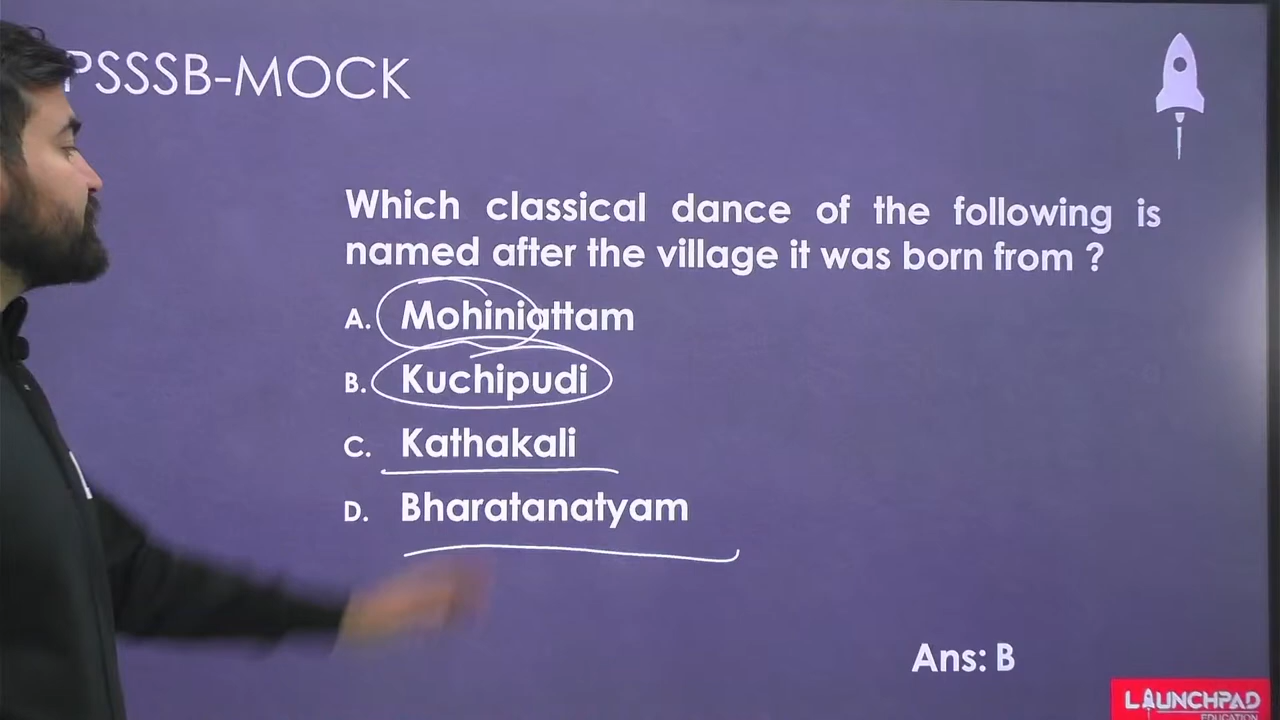 PSSSB-MOCK
Which classical dance of the following is
named after the village it was born from ?
A. Mohiniattam
B. Kuchipudi
C. Kathakali
D. Bharatanatyam
Ans: B
LAUNCHPAD
EDUCATION